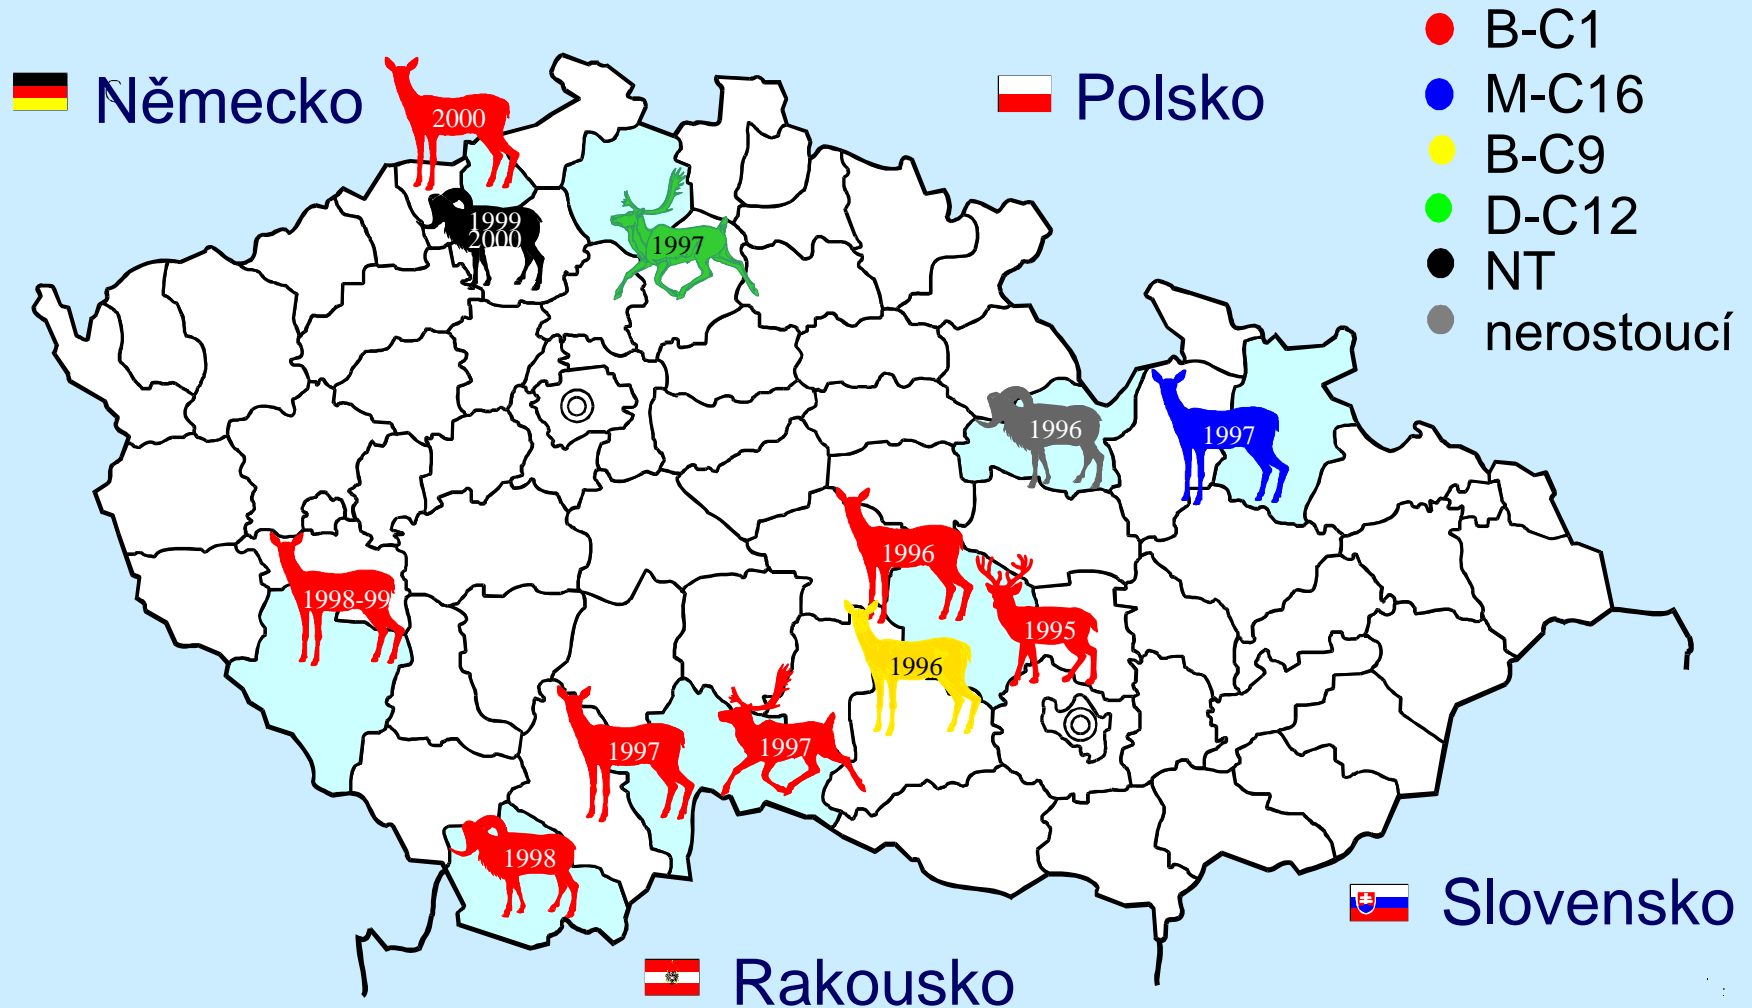 Německo
Polsko
B-C1
M-C16
B-C9
D-C12
NT
nerostoucí
2000
1999
2000
1997
1996
1997
1996
1998-99
1995
1996
1997
1997
1998
Slovensko
Rakousko